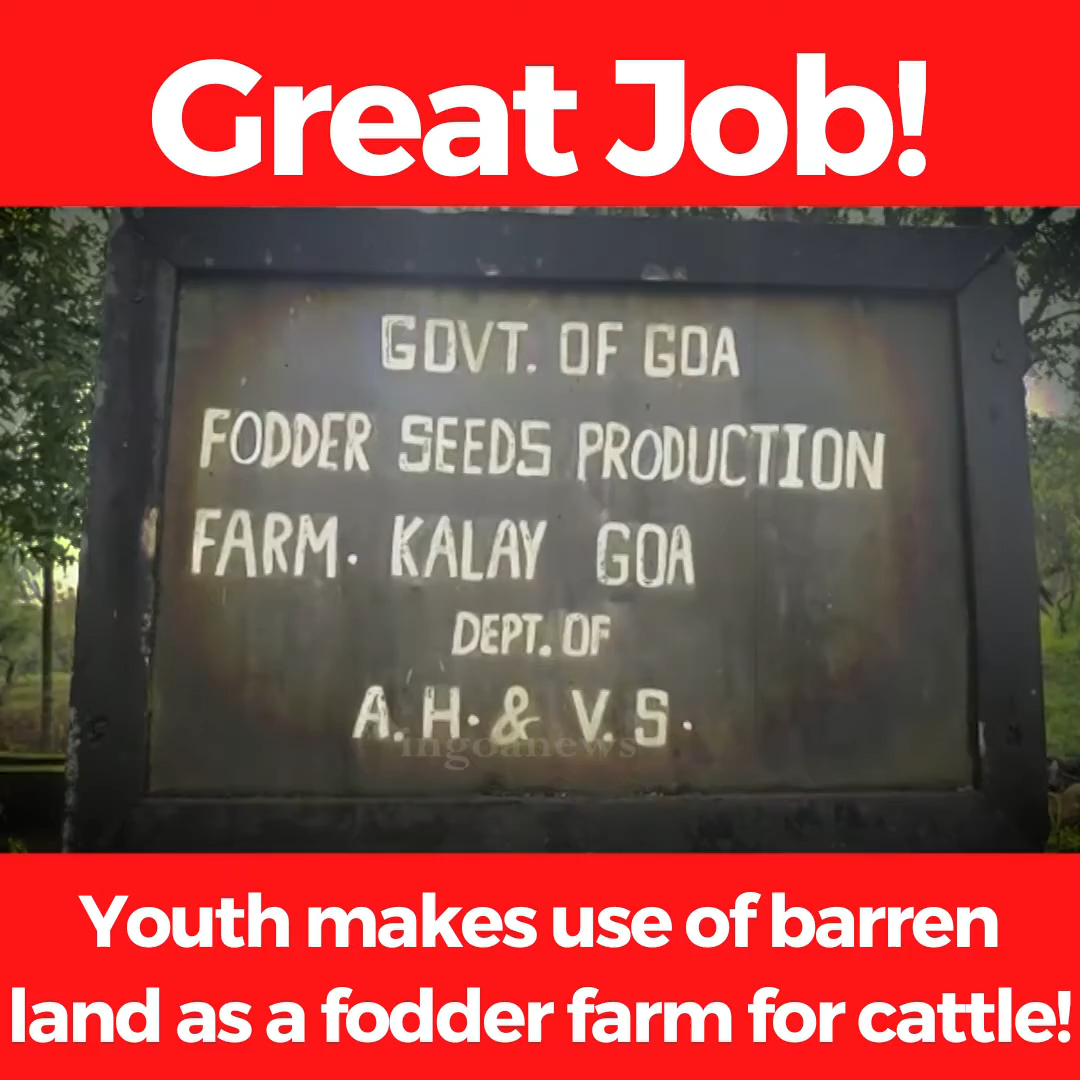 Great Job!
GOVT. OF GOA
FODDER SEEDS PRODUCTION
FARM. KALAY GOA
DEPT. OF
A. H. & V. S.
ingoanews
Youth makes use of barren
land as a fodder farm for cattle!